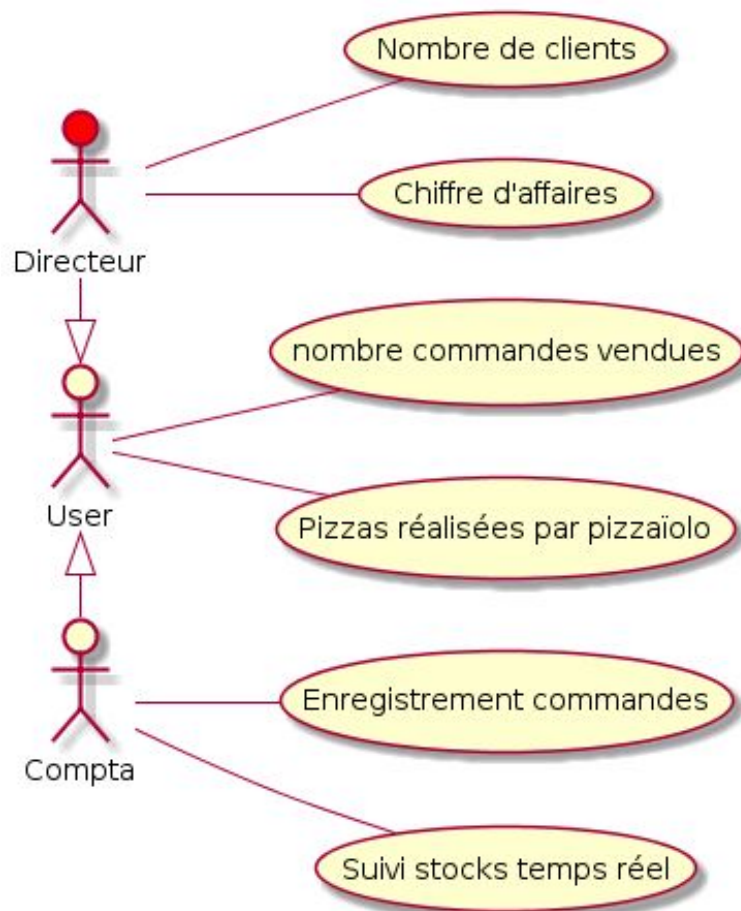 Nombre de clients
Chiffre d'affaires
Directeur
nombre commandes vendues
Pizzas réalisées par pizzaïolo
User
Enregistrement commandes
Compta
Suivi stocks temps réel